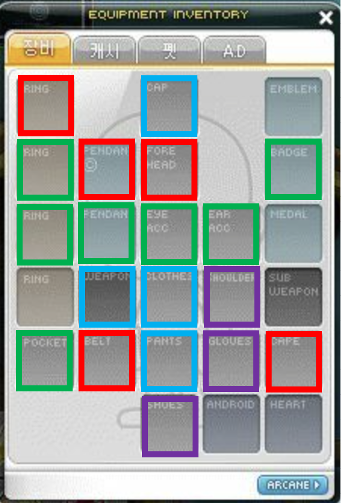 EQUIPMENT INVENTORY
장비 캐시 펫 A.D
RING CAP EMBLEM
RING PENDAN FORE HEAD BADGE
RING PENDAN EYE ACC EAR ACC MEDAL
RING WEAPON CLOTHES SHOULDER SUB WEAPON
POCKET BELT PANTS GLOVES CAPE
SHOES ANDROID HEART
ARCANE